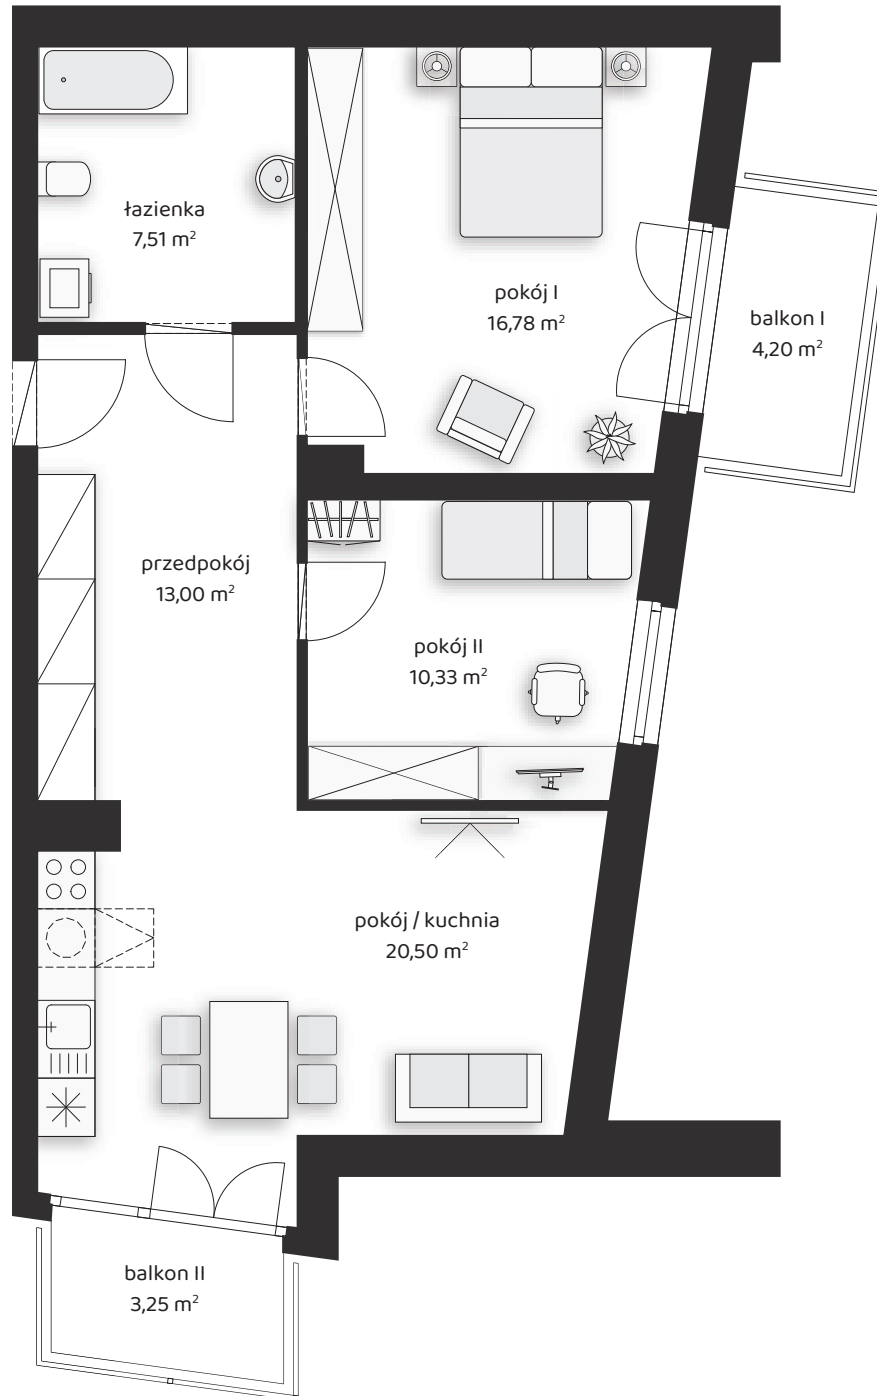 łazienka
7,51 m²
pokój I
16,78 m²
balkon I
4,20 m²
przedpokój
13,00 m²
pokój II
10,33 m²
pokój / kuchnia
20,50 m²
balkon II
3,25 m²